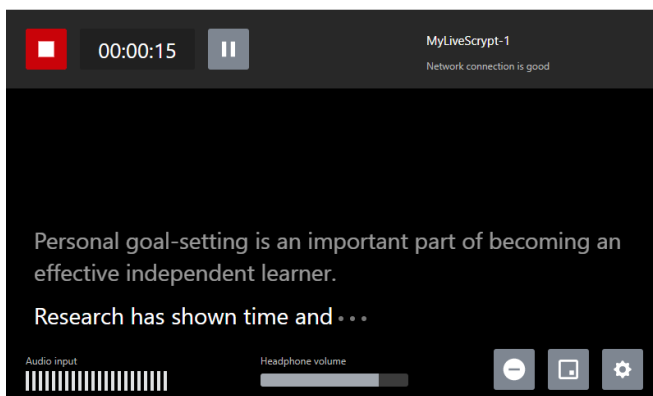 00:00:15
MyLiveScrypt-1
Network connection is good
Personal goal-setting is an important part of becoming an
effective independent learner.
Research has shown time and • • •
Audio input
Headphone volume